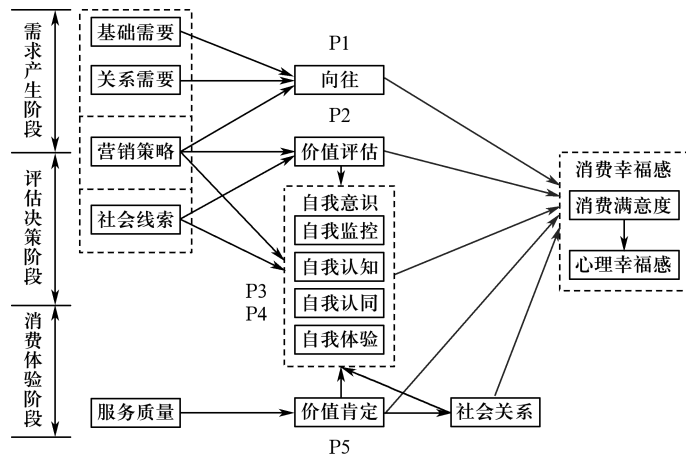 需求产生阶段
评估决策阶段
消费体验阶段
基础需要
关系需要
营销策略
社会线索
服务质量
P1
向往
P2
价值评估
自我意识
自我监控
自我认知
自我认同
自我体验
P3
P4
价值肯定
P5
社会关系
消费幸福感
消费满意度
心理幸福感